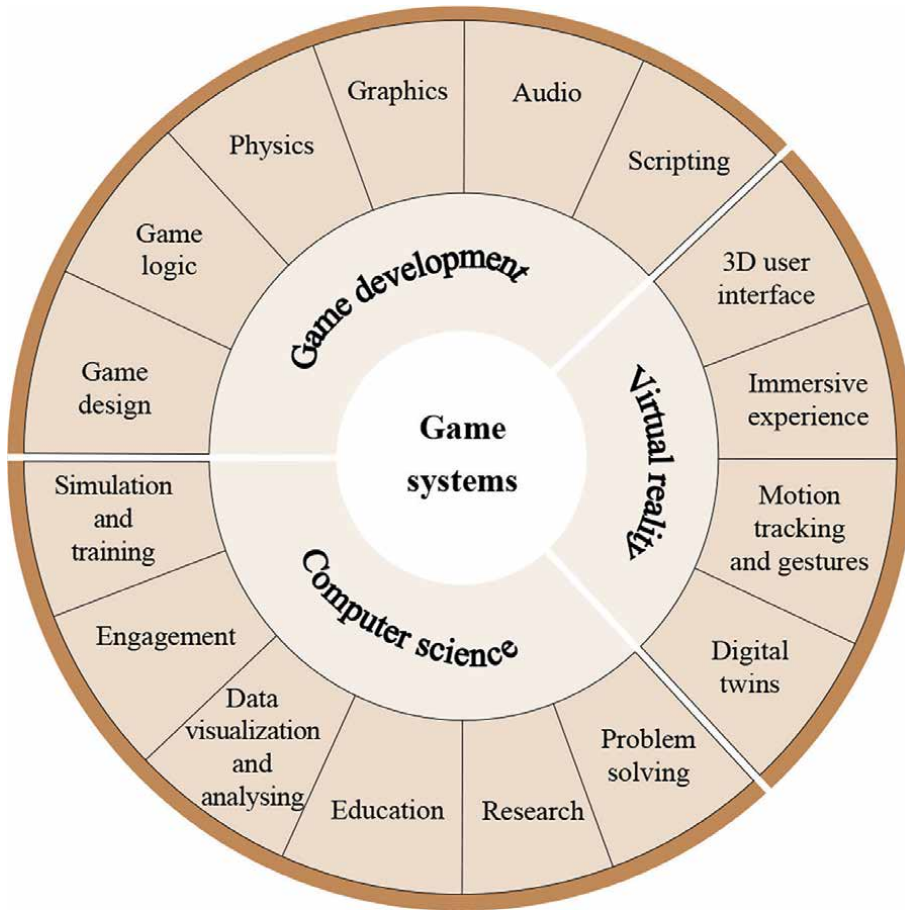 Game
systems
Game development
Game
design
Game
logic
Physics
Graphics
Audio
Scripting
Virtual reality
3D user
interface
Immersive
experience
Motion
tracking
and gestures
Digital
twins
Computer science
Problem
solving
Research
Education
Data
visualization
and
analysing
Engagement
Simulation
and
training